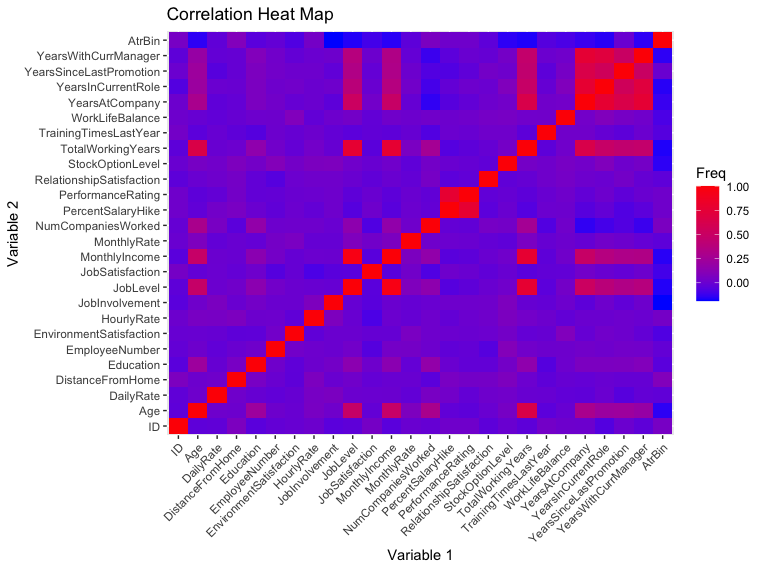 Correlation Heat Map
Variable 2
AtrBin
YearsWithCurrManager
YearsSinceLastPromotion
YearsInCurrentRole
YearsAtCompany
WorkLifeBalance
TrainingTimesLastYear
TotalWorkingYears
StockOptionLevel
RelationshipSatisfaction
PerformanceRating
PercentSalaryHike
NumCompaniesWorked
MonthlyRate
MonthlyIncome
JobSatisfaction
JobLevel
JobInvolvement
HourlyRate
EnvironmentSatisfaction
EmployeeNumber
Education
DistanceFromHome
DailyRate
Age
ID
ID
Age
DailyRate
DistanceFromHome
Education
EmployeeNumber
EnvironmentSatisfaction
HourlyRate
JobInvolvement
JobLevel
JobSatisfaction
MonthlyIncome
MonthlyRate
NumCompaniesWorked
PercentSalaryHike
PerformanceRating
RelationshipSatisfaction
StockOptionLevel
TotalWorkingYears
TrainingTimesLastYear
WorkLifeBalance
YearsAtCompany
YearsInCurrentRole
YearsSinceLastPromotion
YearsWithCurrManager
AtrBin
Variable 1
Freq
1.00
0.75
0.50
0.25
0.00